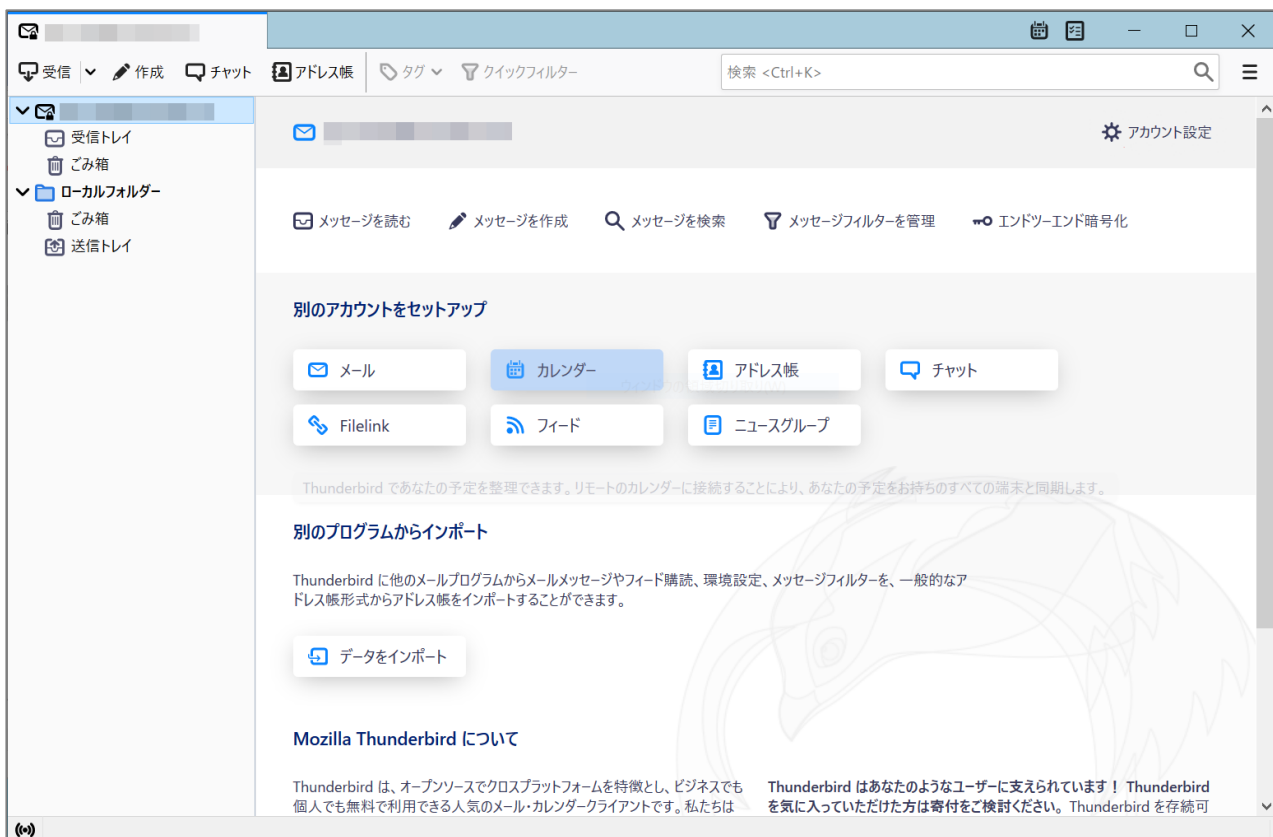 受信 作成 チャット アドレス帳 タグ クイックフィルター 検索 <Ctrl+K>
受信トレイ
ごみ箱
ローカルフォルダー
ごみ箱
送信トレイ
アカウント設定
メッセージを読む メッセージを作成 メッセージを検索 メッセージフィルターを管理 エンドツーエンド暗号化
別のアカウントをセットアップ
メール カレンダー アドレス帳 チャット
Filelink フィード ニュースグループ
Thunderbird であなたの予定を整理できます。リモートのカレンダーに接続することにより、あなたの予定をお持ちのすべての端末と同期します。
別のプログラムからインポート
Thunderbird に他のメールプログラムからメールメッセージやフィード購読、環境設定、メッセージフィルターを、一般的なア
ドレス帳形式からアドレス帳をインポートすることができます。
データをインポート
Mozilla Thunderbird について
Thunderbird は、オープンソースでクロスプラットフォームを特徴とし、ビジネスでも
個人でも無料で利用できる人気のメール・カレンダークライアントです。私たちは
Thunderbird はあなたのようなユーザーに支えられています！ Thunderbird
を気に入っていただけた方は寄付をご検討ください。Thunderbird を存続可